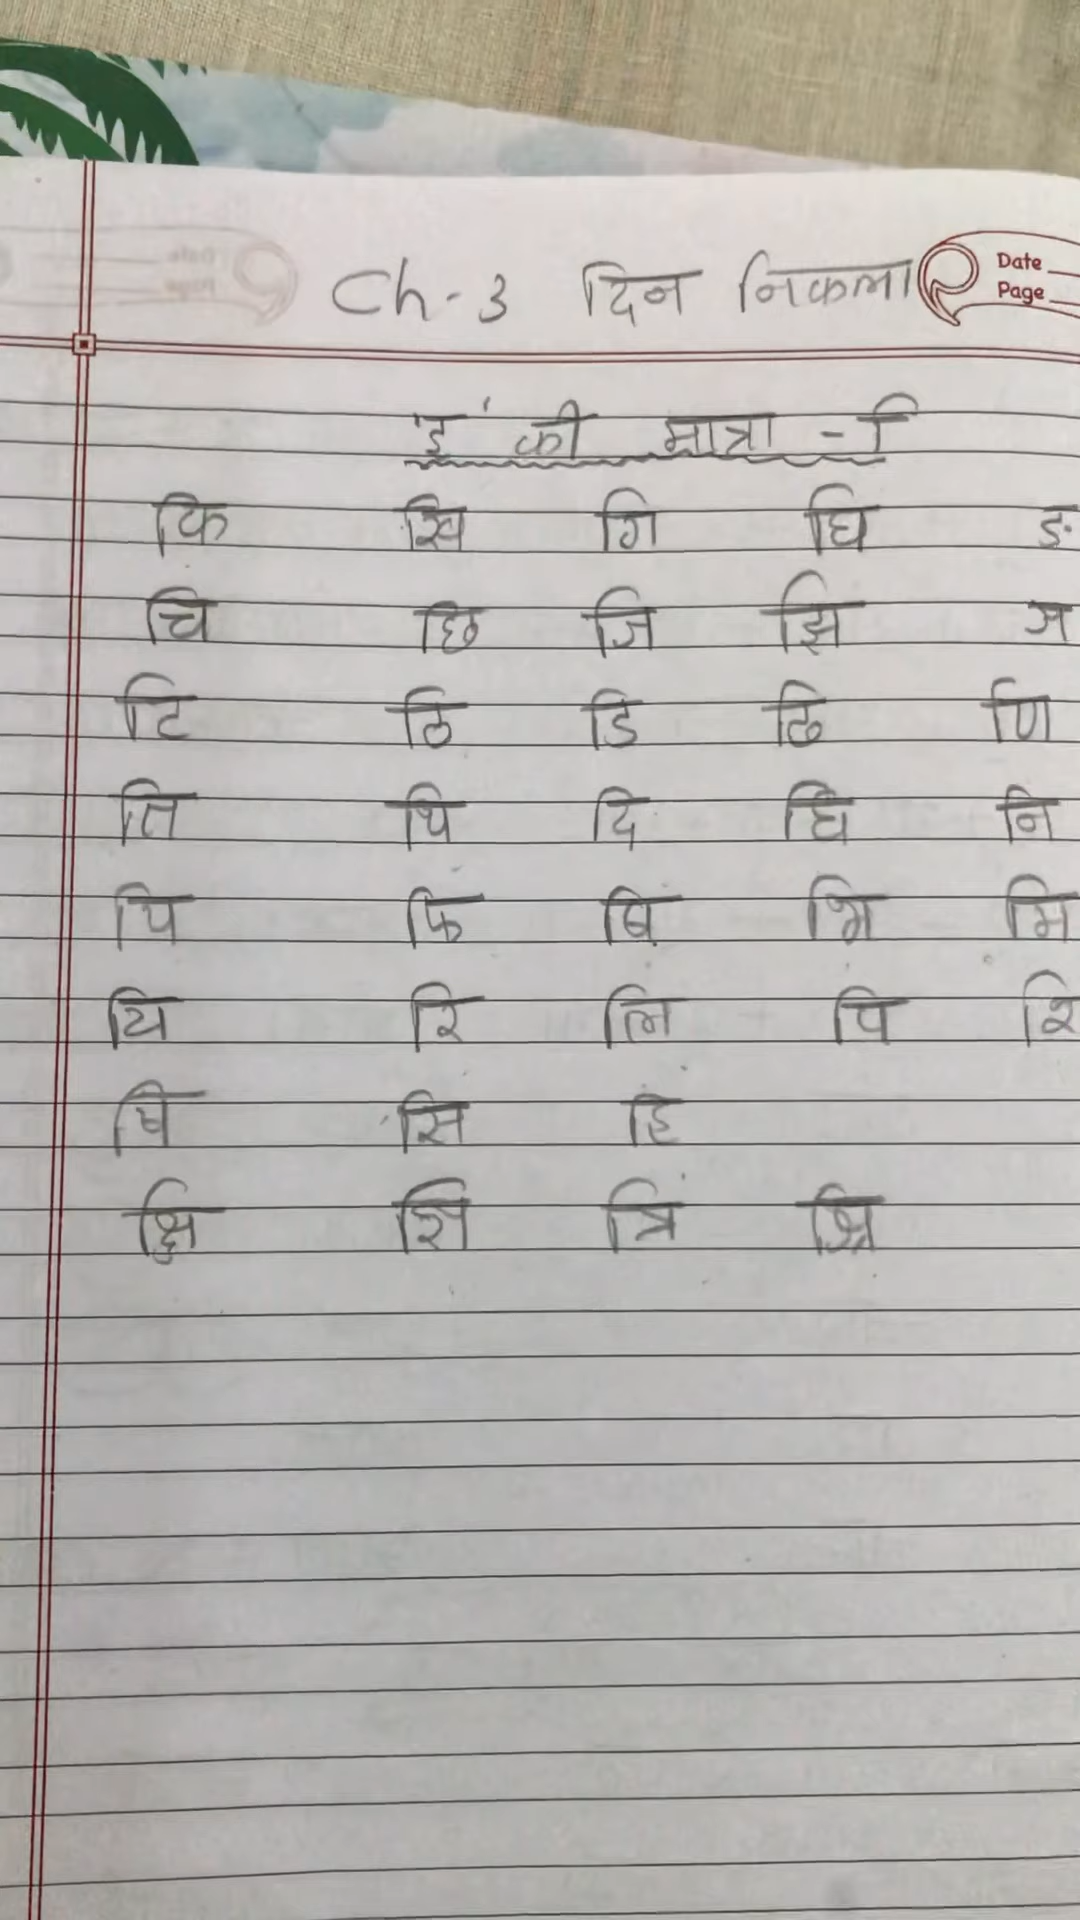 Date
Page
Ch-3 दिन निकला
'इ' की मात्रा - ि
कि खि गि घि ङ
चि छि जि झि ञ
टि ठि डि ढि णि
ति थि दि धि नि
पि फि बि भि मि
यि रि लि वि शि
षि सि हि
क्षि त्रि श्रि